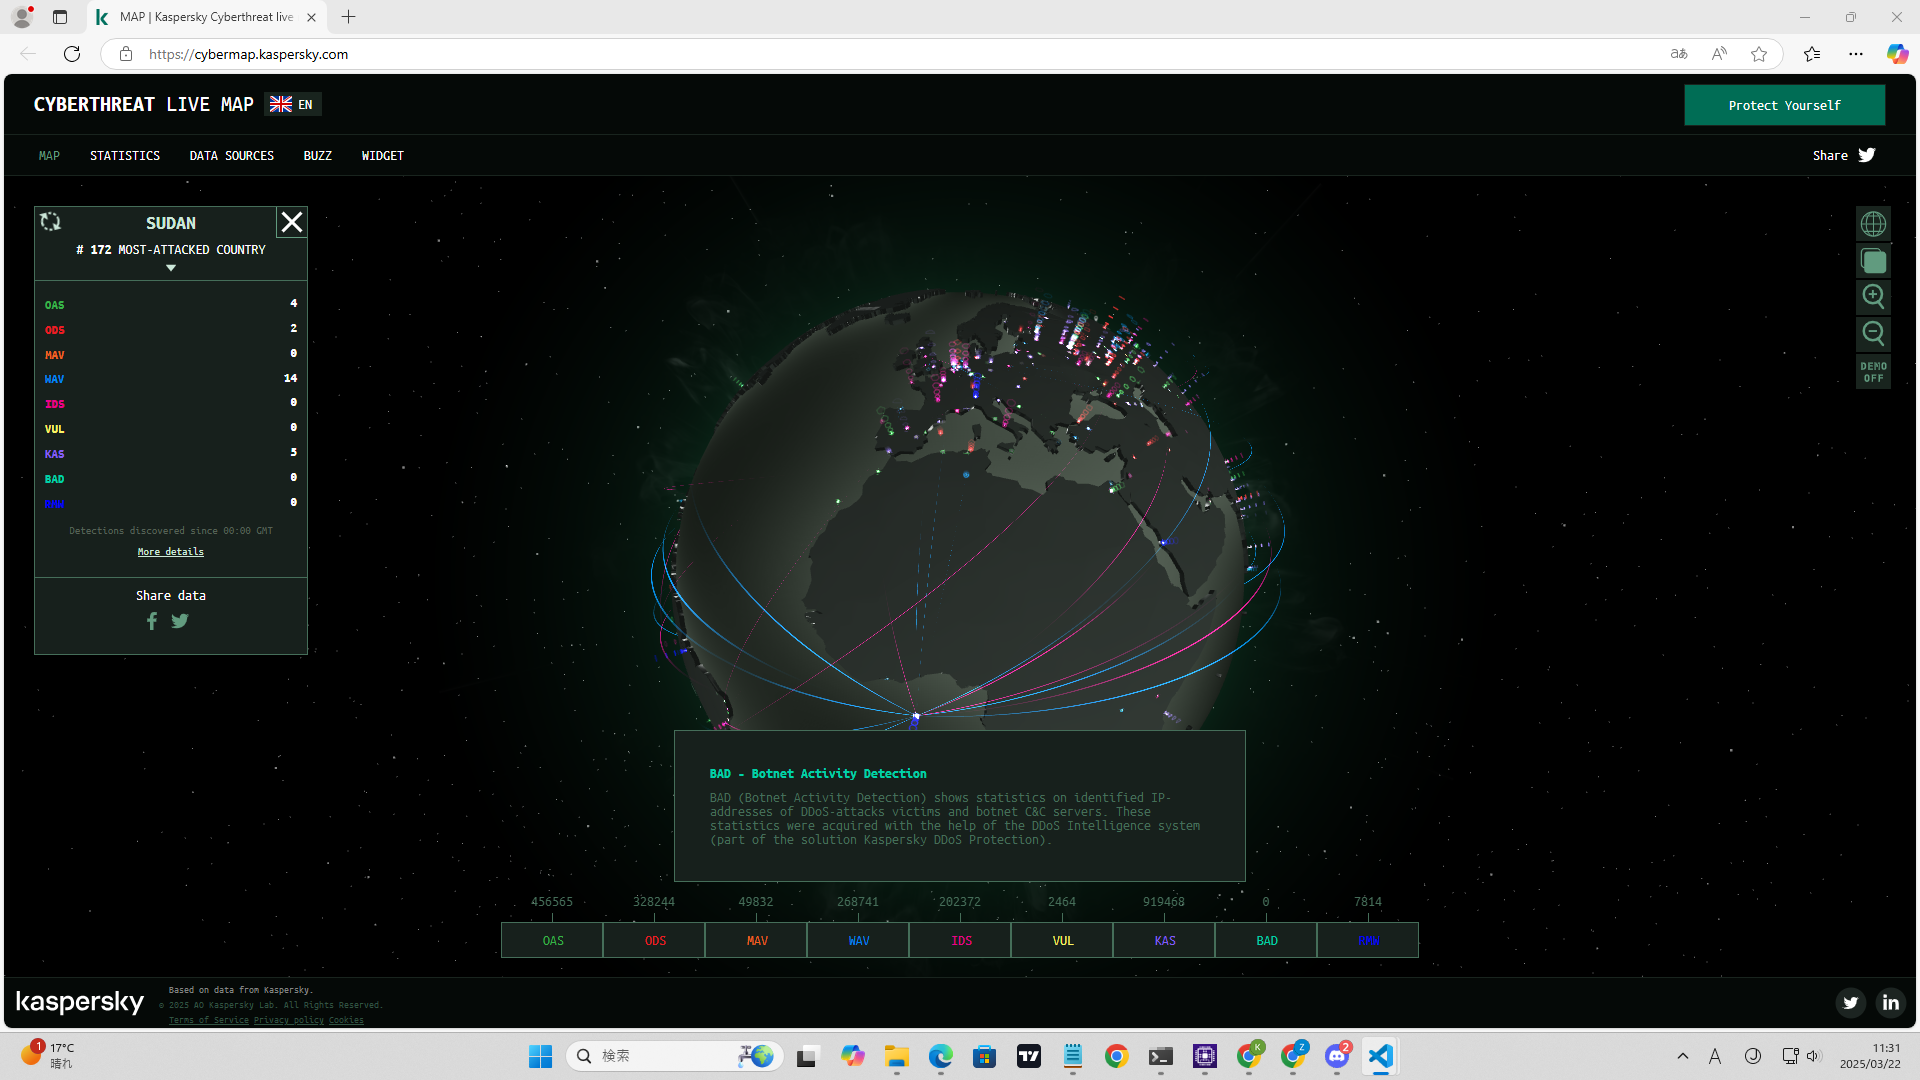 MAP | Kaspersky Cyberthreat live
https://cybermap.kaspersky.com
CYBERTHREAT LIVE MAP
EN
Protect Yourself
MAP
STATISTICS
DATA SOURCES
BUZZ
WIDGET
Share
SUDAN
# 172 MOST-ATTACKED COUNTRY
OAS 4
ODS 2
MAV 0
WAV 14
IDS 0
VUL 0
KAS 5
BAD 0
RMW 0
Detections discovered since 00:00 GMT
More details
Share data
DEMO
OFF
BAD - Botnet Activity Detection
BAD (Botnet Activity Detection) shows statistics on identified IP-
addresses of DDoS-attacks victims and botnet C&C servers. These
statistics were acquired with the help of the DDoS Intelligence system
(part of the solution Kaspersky DDoS Protection).
456565 328244 49832 268741 202372 2464 919468 0 7814
OAS ODS MAV WAV IDS VUL KAS BAD RMW
kaspersky
Based on data from Kaspersky.
© 2025 AO Kaspersky Lab. All Rights Reserved.
Terms of Service Privacy policy Cookies
1
17°C
晴れ
検索
K
Z
2
A
11:31
2025/03/22